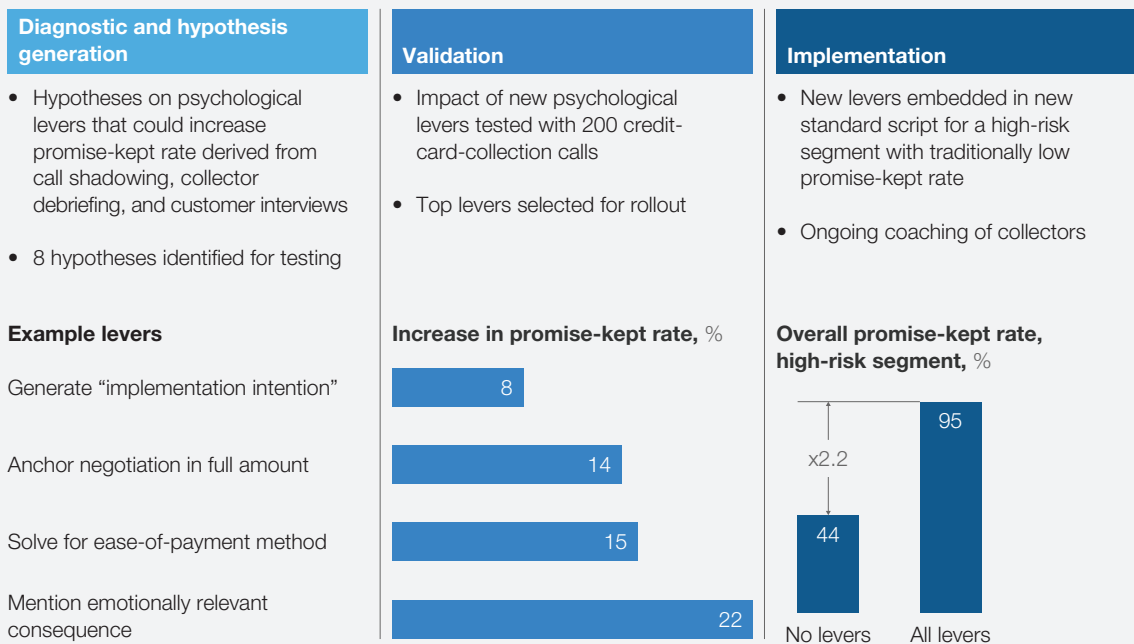 Diagnostic and hypothesis
generation
• Hypotheses on psychological
levers that could increase
promise-kept rate derived from
call shadowing, collector
debriefing, and customer interviews
• 8 hypotheses identified for testing
Validation
• Impact of new psychological
levers tested with 200 credit-
card-collection calls
• Top levers selected for rollout
Implementation
• New levers embedded in new
standard script for a high-risk
segment with traditionally low
promise-kept rate
• Ongoing coaching of collectors
Example levers
Generate “implementation intention”
Anchor negotiation in full amount
Solve for ease-of-payment method
Mention emotionally relevant
consequence
Increase in promise-kept rate, %
8
14
15
22
Overall promise-kept rate,
high-risk segment, %
95
x2.2
44
No levers All levers